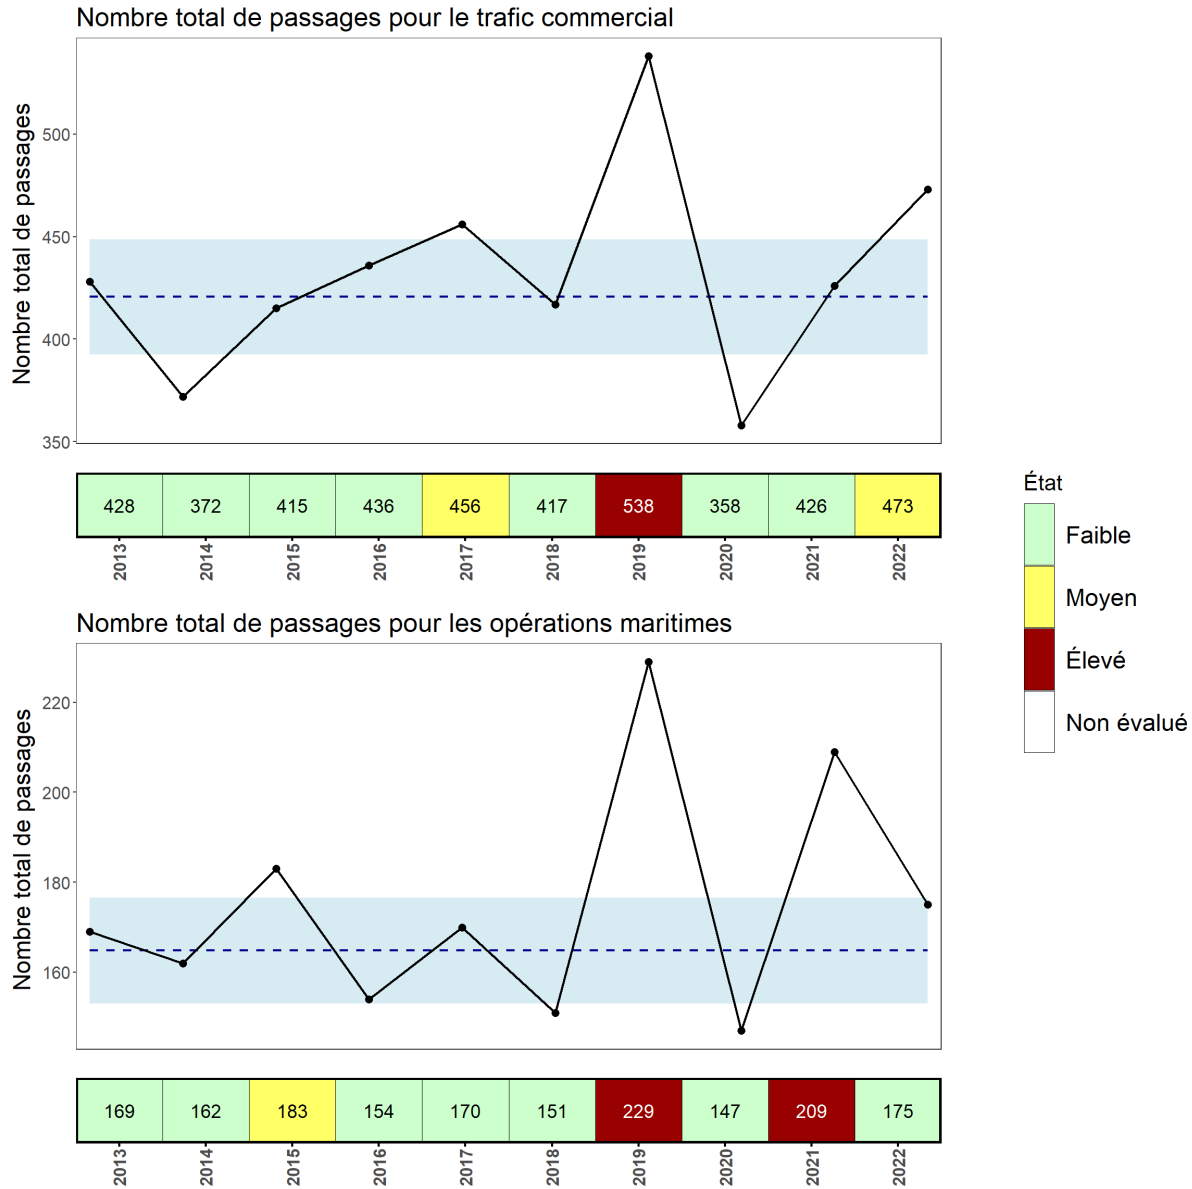 Nombre total de passages pour le trafic commercial
Nombre total de passages
500
450
400
350
428 372 415 436 456 417 538 358 426 473
2013 2014 2015 2016 2017 2018 2019 2020 2021 2022
État
Faible
Moyen
Élevé
Non évalué
Nombre total de passages pour les opérations maritimes
Nombre total de passages
220
200
180
160
169 162 183 154 170 151 229 147 209 175
2013 2014 2015 2016 2017 2018 2019 2020 2021 2022